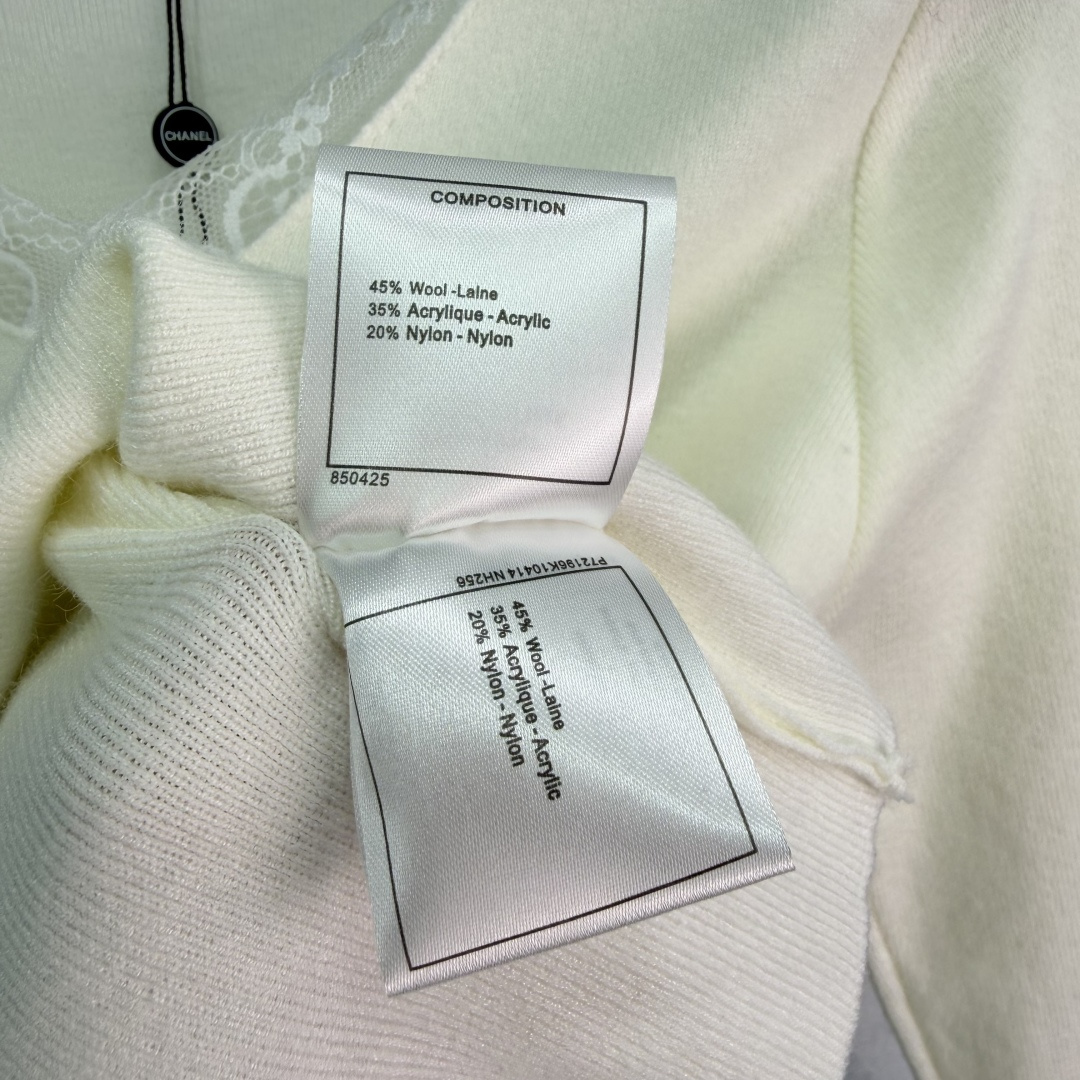 CHANEL
COMPOSITION
45% Wool -Laine
35% Acrylique - Acrylic
20% Nylon - Nylon
850425
P72196K10414 NH256
45% Wool -Laine
35% Acrylique - Acrylic
20% Nylon - Nylon